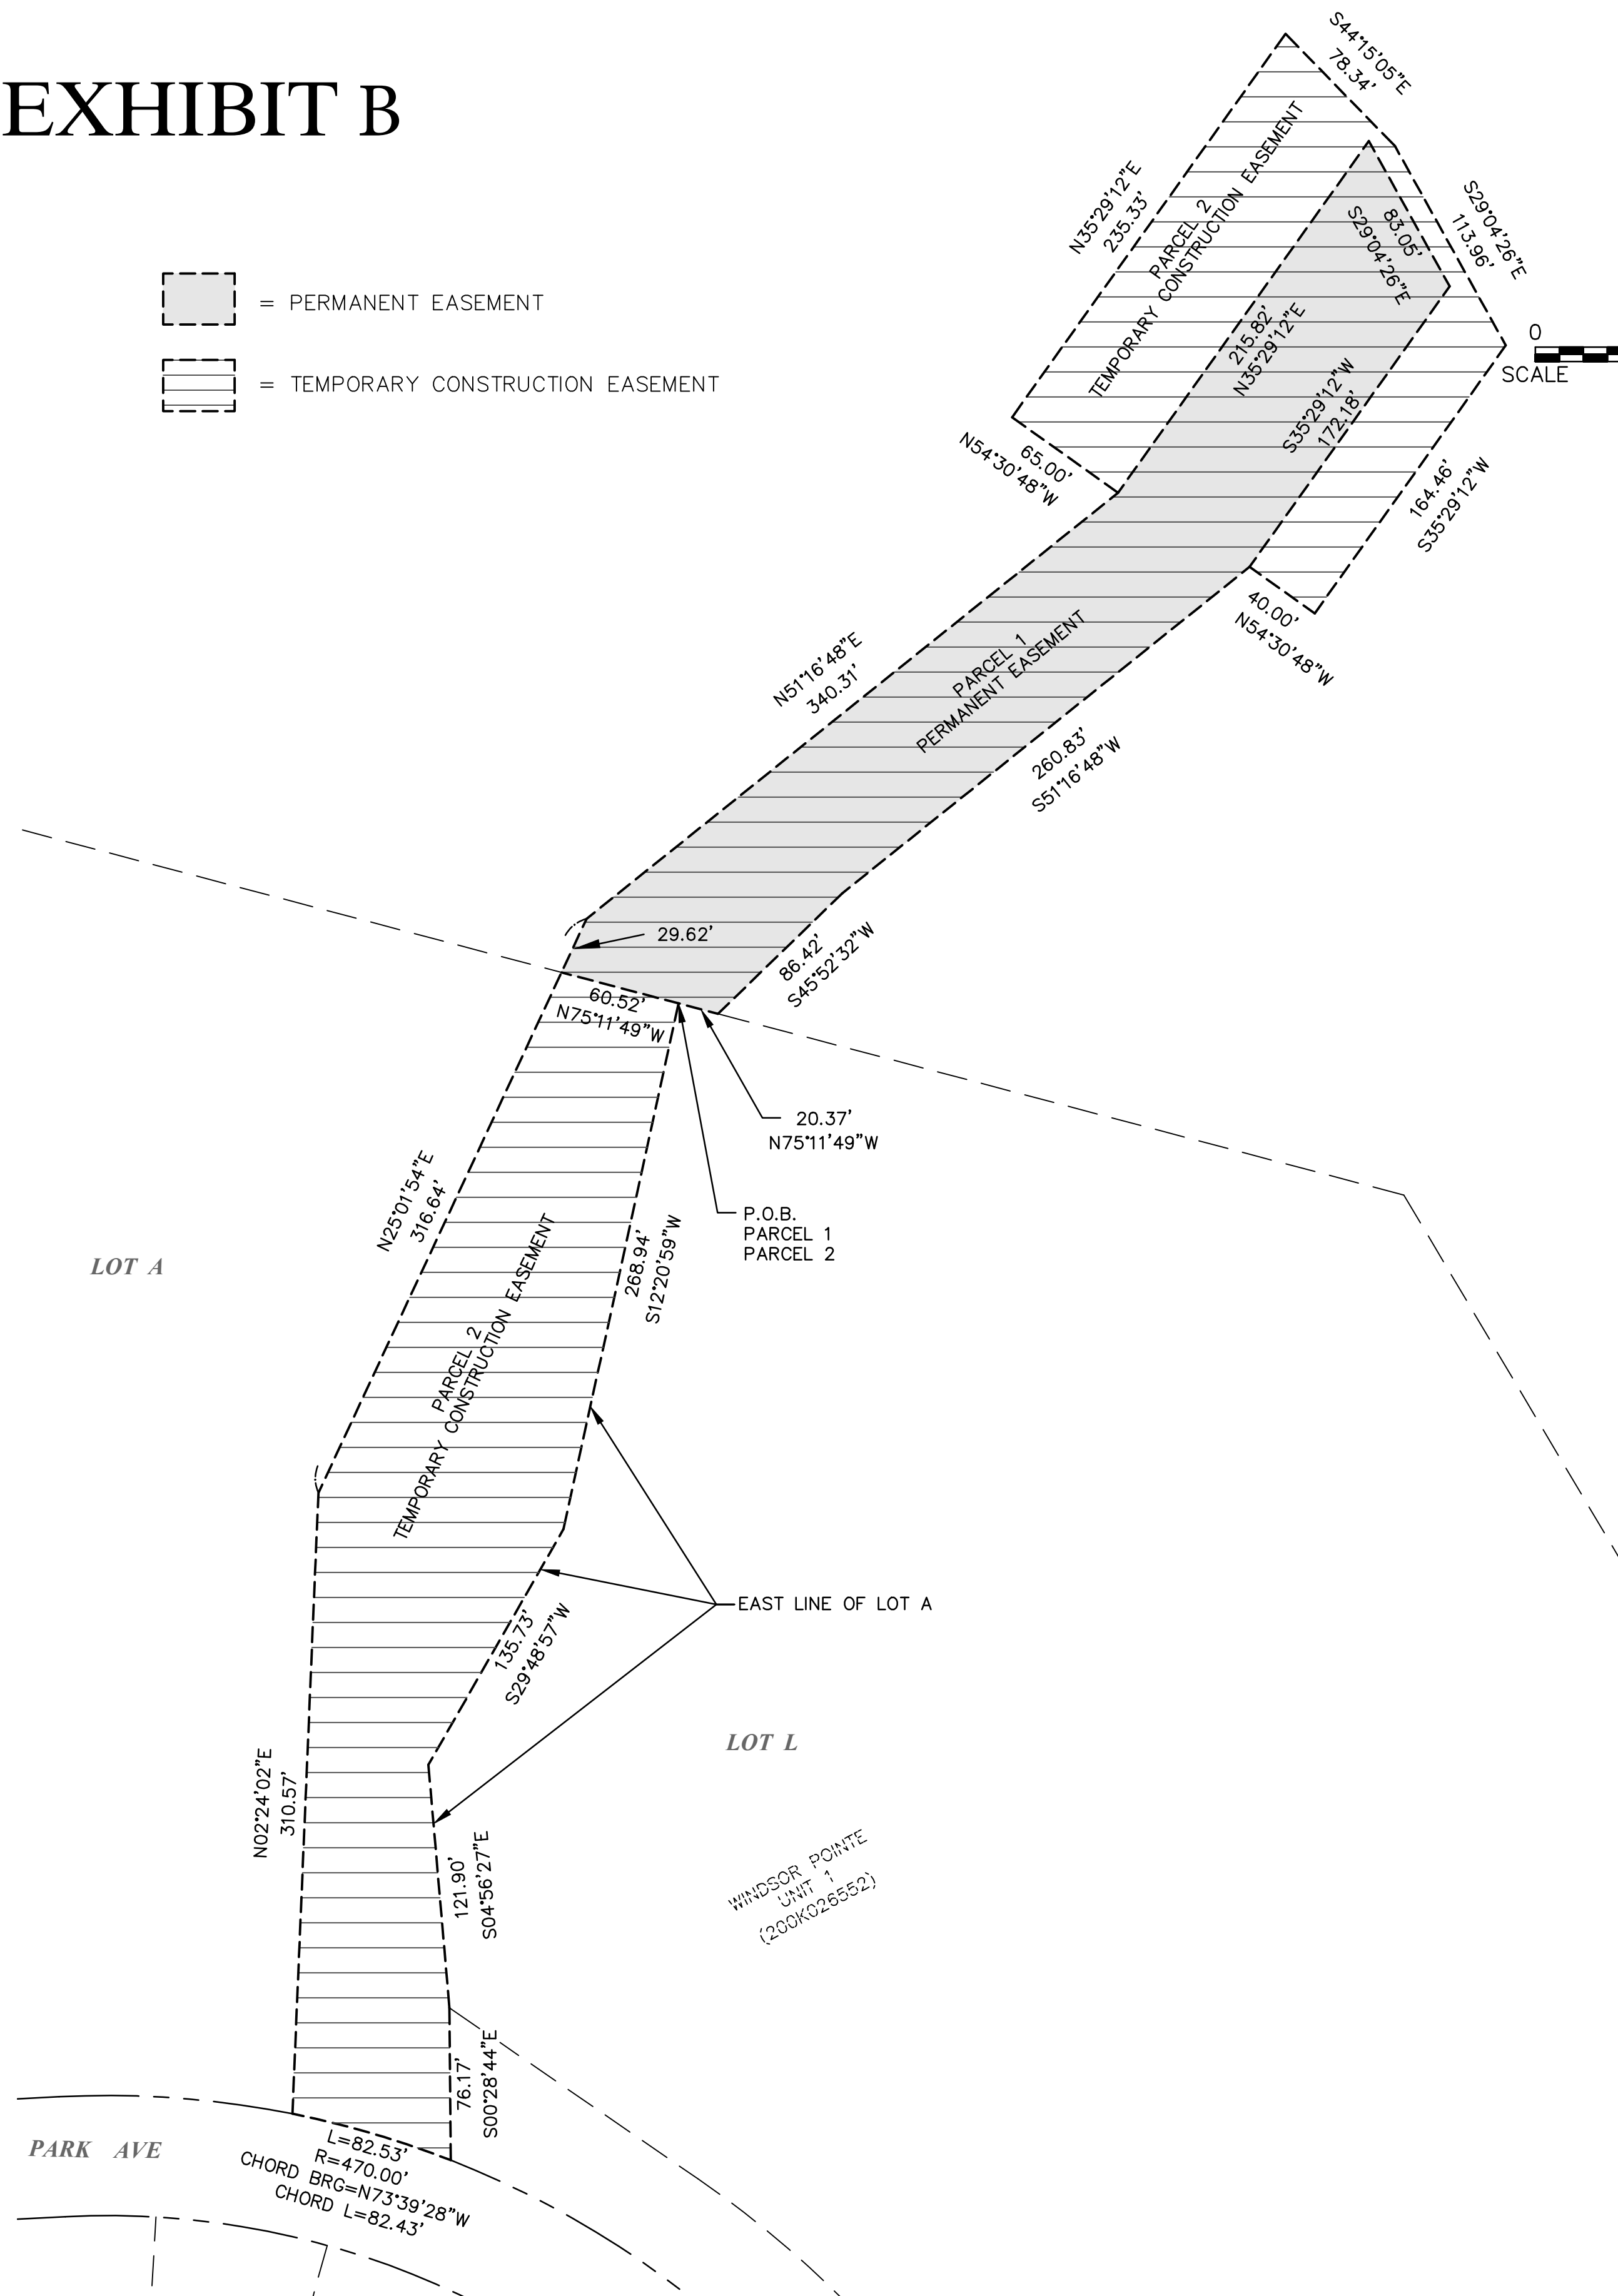 EXHIBIT B
= PERMANENT EASEMENT
= TEMPORARY CONSTRUCTION EASEMENT
S44°15'05"E
78.34'
N35°29'12"E
235.33'
PARCEL 2
TEMPORARY CONSTRUCTION EASEMENT
S29°04'26"E
113.96'
83.05'
S29°04'26"E
0
SCALE
215.82'
N35°29'12"E
S35°29'12"W
172.18'
65.00'
N54°30'48"W
164.46'
S35°29'12"W
40.00'
N54°30'48"W
N51°16'48"E
340.31'
PARCEL 1
PERMANENT EASEMENT
260.83'
S51°16'48"W
29.62'
86.42'
S45°52'32"W
60.52'
N75°11'49"W
20.37'
N75°11'49"W
P.O.B.
PARCEL 1
PARCEL 2
N25°01'54"E
316.64'
268.94'
S12°20'59"W
LOT A
PARCEL 2
TEMPORARY CONSTRUCTION EASEMENT
EAST LINE OF LOT A
135.73'
S29°48'57"W
LOT L
N02°24'02"E
310.57'
121.90'
S04°56'27"E
WINDSOR POINTE
UNIT 1
(200K026552)
76.17'
S00°28'44"E
PARK AVE
L=82.53'
R=470.00'
CHORD BRG=N73°39'28"W
CHORD L=82.43'